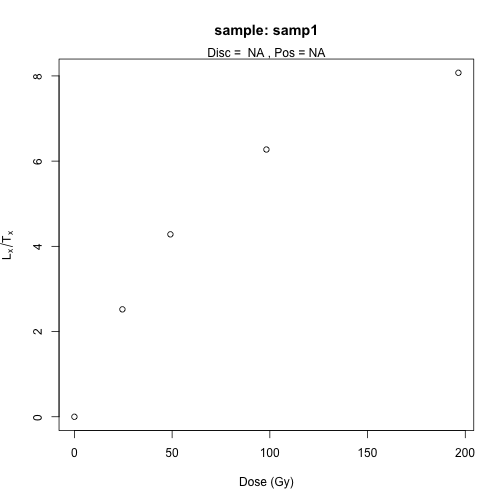 sample: samp1
Disc =  NA , Pos = NA
8
6
4
2
0
Lx/Tx
0 50 100 150 200
Dose (Gy)